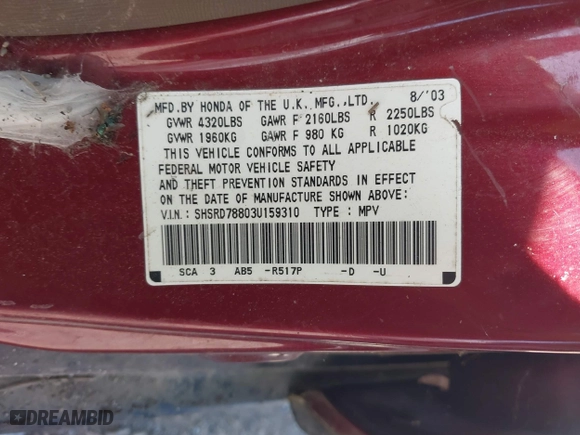 MFD.BY HONDA OF THE U.K. MFG.,LTD. 8/'03
GVWR 4320LBS GAWR F 2160LBS R 2250LBS
GVWR 1960KG GAWR F 980 KG R 1020KG
THIS VEHICLE CONFORMS TO ALL APPLICABLE
FEDERAL MOTOR VEHICLE SAFETY
AND THEFT PREVENTION STANDARDS IN EFFECT
ON THE DATE OF MANUFACTURE SHOWN ABOVE:
V.I.N.: SHSRD78803U159310 TYPE : MPV
SCA 3 AB5 -R517P -D -U
DREAMBID